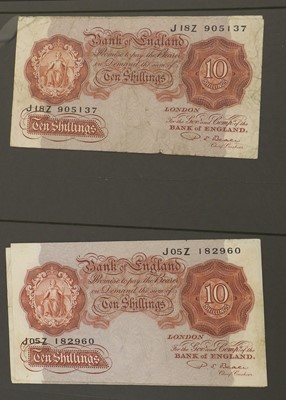 J18Z 905137
Bank of England
Promise to pay the Bearer
on Demand the sum of
Ten Shillings
10
J18Z 905137
LONDON
For the Gov.r and Comp.a of the
BANK OF ENGLAND.
Ten Shillings
Chief Cashier
J05Z 182960
Bank of England
Promise to pay the Bearer
on Demand the sum of
Ten Shillings
10
J05Z 182960
LONDON
For the Gov.r and Comp.a of the
BANK OF ENGLAND.
Ten Shillings
Chief Cashier